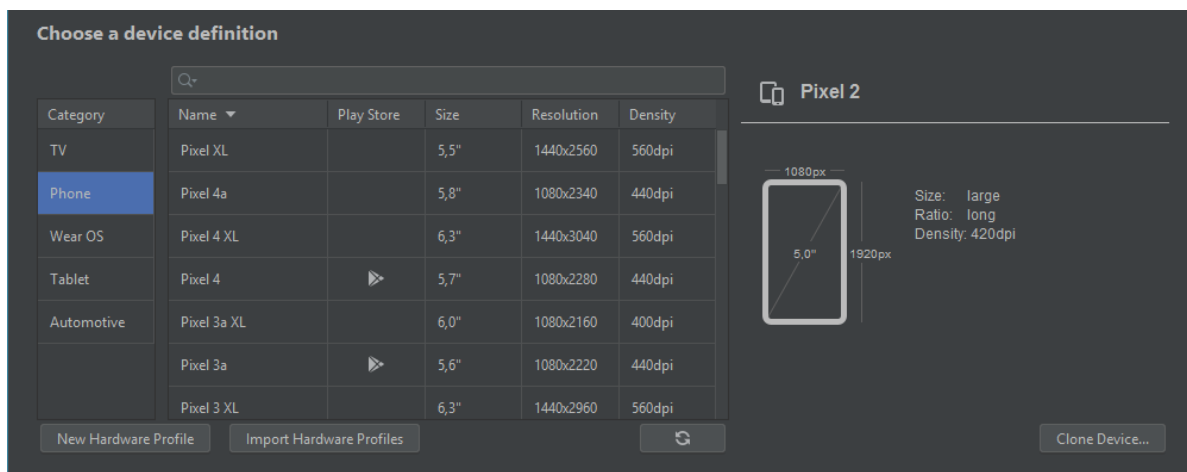 Choose a device definition
Category
TV
Phone
Wear OS
Tablet
Automotive
Name Play Store Size Resolution Density
Pixel XL 5,5" 1440x2560 560dpi
Pixel 4a 5,8" 1080x2340 440dpi
Pixel 4 XL 6,3" 1440x3040 560dpi
Pixel 4 5,7" 1080x2280 440dpi
Pixel 3a XL 6,0" 1080x2160 400dpi
Pixel 3a 5,6" 1080x2220 440dpi
Pixel 3 XL 6,3" 1440x2960 560dpi
New Hardware Profile
Import Hardware Profiles
Pixel 2
1080px
5,0"
1920px
Size: large
Ratio: long
Density: 420dpi
Clone Device...